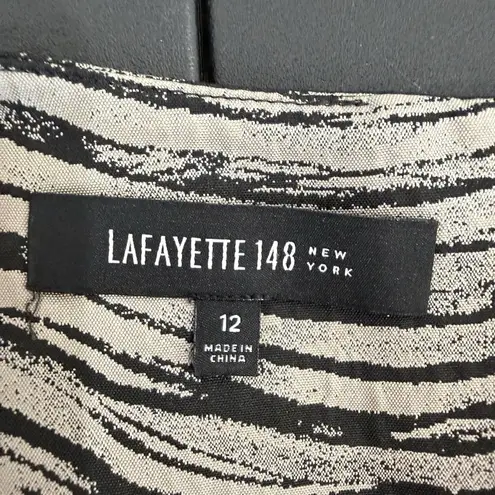 LAFAYETTE 148 NEW YORK
12
MADE IN
CHINA